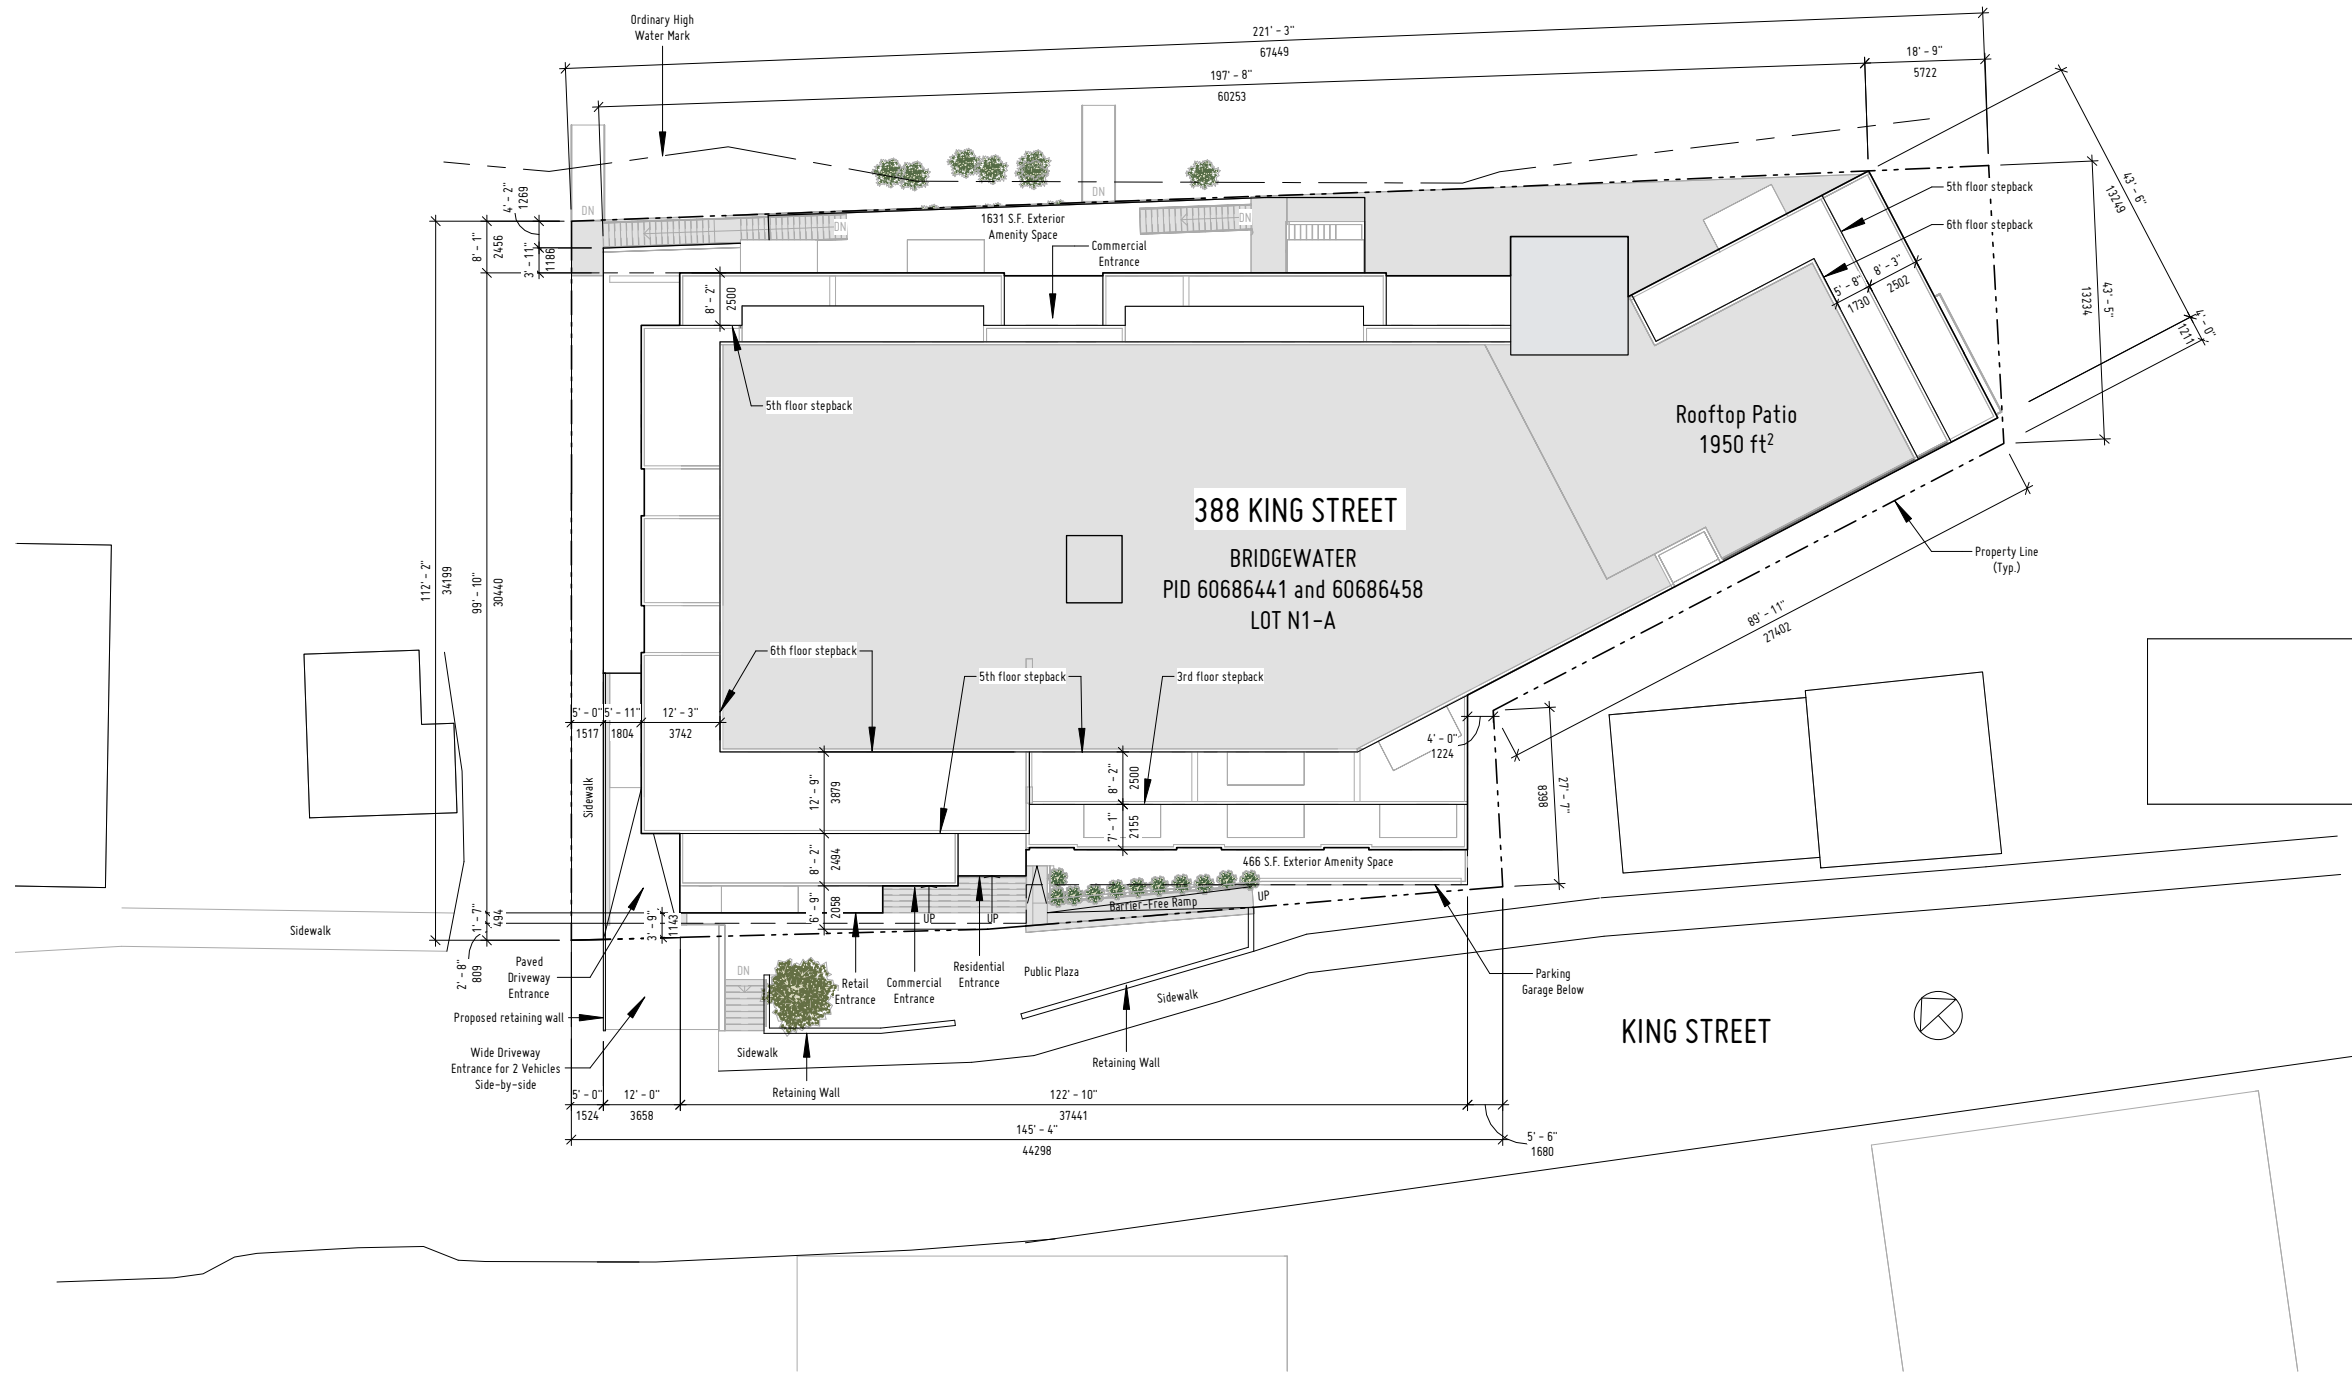 Ordinary High
Water Mark
221' - 3"
67449
18' - 9"
5722
197' - 8"
60253
43' - 6"
13249
4' - 2"
1269
DN
DN
DN
DN
1631 S.F. Exterior
Amenity Space
Commercial
Entrance
5th floor stepback
6th floor stepback
8' - 1"
2456
3' - 11"
1186
8' - 2"
2500
5' - 8"
1730
8' - 3"
2502
43' - 5"
13234
4' - 0"
1211
5th floor stepback
Rooftop Patio
1950 ft²
388 KING STREET
BRIDGEWATER
PID 60686441 and 60686458
LOT N1-A
Property Line
(Typ.)
112' - 2"
34199
99' - 10"
30440
89' - 11"
27402
6th floor stepback
5th floor stepback
3rd floor stepback
5' - 0"
1517
5' - 11"
1804
12' - 3"
3742
4' - 0"
1224
27' - 7"
8398
12' - 9"
3879
8' - 2"
2500
7' - 1"
2155
Sidewalk
8' - 2"
2494
466 S.F. Exterior Amenity Space
6' - 9"
2058
UP
UP
UP
Barrier-Free Ramp
1' - 7"
494
3' - 9"
1143
2' - 8"
809
Sidewalk
Paved
Driveway
Entrance
DN
Retail
Entrance
Commercial
Entrance
Residential
Entrance
Public Plaza
Sidewalk
Parking
Garage Below
Proposed retaining wall
KING STREET
Wide Driveway
Entrance for 2 Vehicles
Side-by-side
Sidewalk
Retaining Wall
Retaining Wall
5' - 0"
1524
12' - 0"
3658
122' - 10"
37441
145' - 4"
44298
5' - 6"
1680